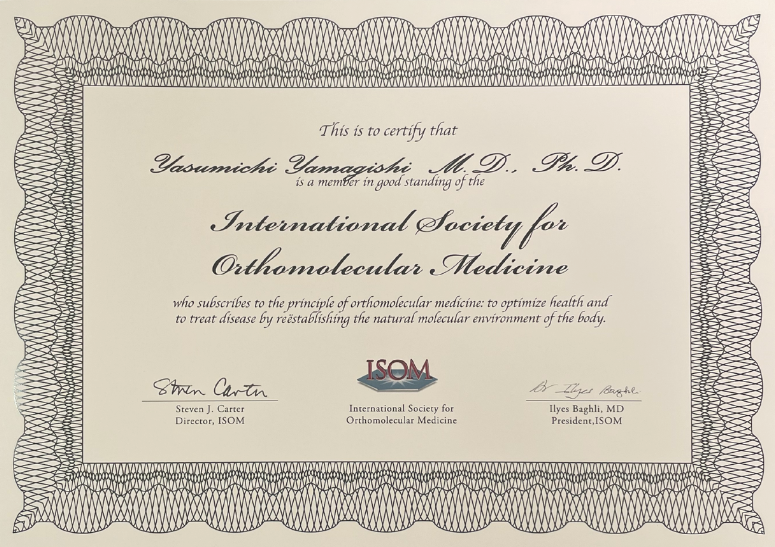 This is to certify that
Yasumichi Yamagishi M.D., Ph.D.
is a member in good standing of the
International Society for
Orthomolecular Medicine
who subscribes to the principle of orthomolecular medicine: to optimize health and
to treat disease by reëstablishing the natural molecular environment of the body.
Steven Carter
ISOM
Dr Ilyes Baghli
Steven J. Carter
Director, ISOM
International Society for
Orthomolecular Medicine
Ilyes Baghli, MD
President,ISOM